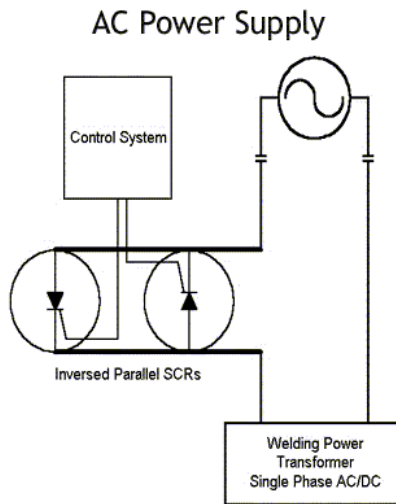 AC Power Supply
Control System
Inversed Parallel SCRs
Welding Power
Transformer
Single Phase AC/DC